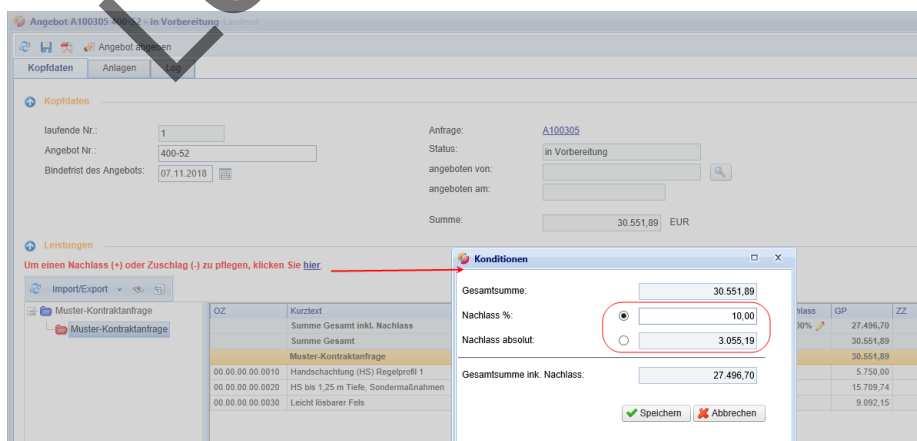 Angebot A100305 400-52 - in Vorbereitung
Angebot abgeben
Kopfdaten Anlagen Log
Kopfdaten
laufende Nr.: 1 Anfrage: A100305
Angebot Nr.: 400-52 Status: in Vorbereitung
Bindefrist des Angebots: 07.11.2018 angeboten von:
angeboten am:
Summe: 30.551,89 EUR
Leistungen
Um einen Nachlass (+) oder Zuschlag (-) zu pflegen, klicken Sie hier
Import/Export
Muster-Kontraktanfrage
Muster-Kontraktanfrage
OZ Kurztext GP ZZ
Summe Gesamt inkl. Nachlass 27.496,70
Summe Gesamt 30.551,89
Muster-Kontraktanfrage 30.551,89
00.00.00.00.0010 Handschachtung (HS) Regelprofil 1 5.750,00
00.00.00.00.0020 HS bis 1,25 m Tiefe, Sondermaßnahmen 15.709,74
00.00.00.00.0030 Leicht lösbarer Fels 9.092,15
Konditionen
Gesamtsumme: 30.551,89
Nachlass %: 10,00
Nachlass absolut: 3.055,19
Gesamtsumme ink. Nachlass: 27.496,70
Speichern Abbrechen